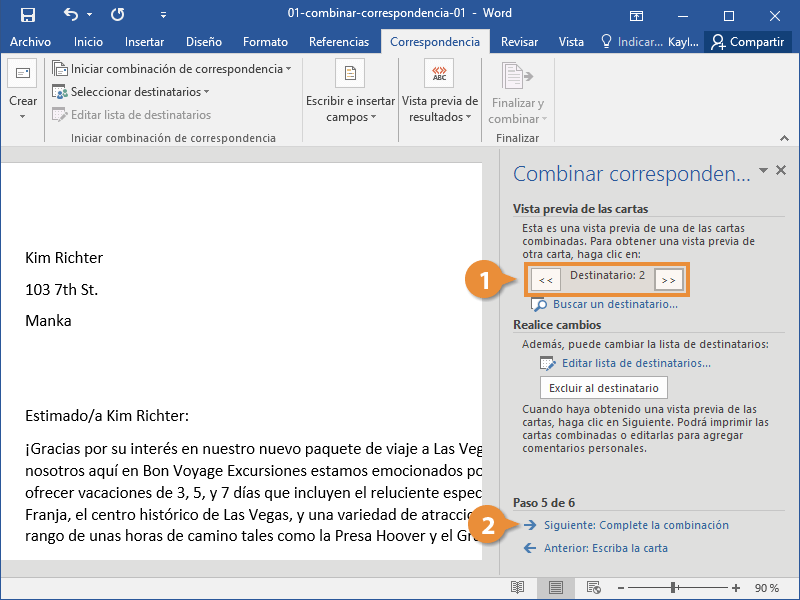 01-combinar-correspondencia-01 - Word
Archivo Inicio Insertar Diseño Formato Referencias Correspondencia Revisar Vista Indicar... Kayl... Compartir
Crear
Iniciar combinación de correspondencia
Seleccionar destinatarios
Editar lista de destinatarios
Iniciar combinación de correspondencia
Escribir e insertar
campos
ABC
Vista previa de
resultados
Finalizar y
combinar
Finalizar
Kim Richter
103 7th St.
Manka
Estimado/a Kim Richter:
¡Gracias por su interés en nuestro nuevo paquete de viaje a Las Veg
nosotros aquí en Bon Voyage Excursiones estamos emocionados po
ofrecer vacaciones de 3, 5, y 7 días que incluyen el reluciente espec
Franja, el centro histórico de Las Vegas, y una variedad de atraccio
rango de unas horas de camino tales como la Presa Hoover y el Gra
Combinar corresponden...
Vista previa de las cartas
Esta es una vista previa de una de las cartas
combinadas. Para obtener una vista previa de
otra carta, haga clic en:
1
<< Destinatario: 2 >>
Buscar un destinatario...
Realice cambios
Además, puede cambiar la lista de destinatarios:
Editar lista de destinatarios...
Excluir al destinatario
Cuando haya obtenido una vista previa de las
cartas, haga clic en Siguiente. Podrá imprimir las
cartas combinadas o editarlas para agregar
comentarios personales.
Paso 5 de 6
2
Siguiente: Complete la combinación
Anterior: Escriba la carta
90 %